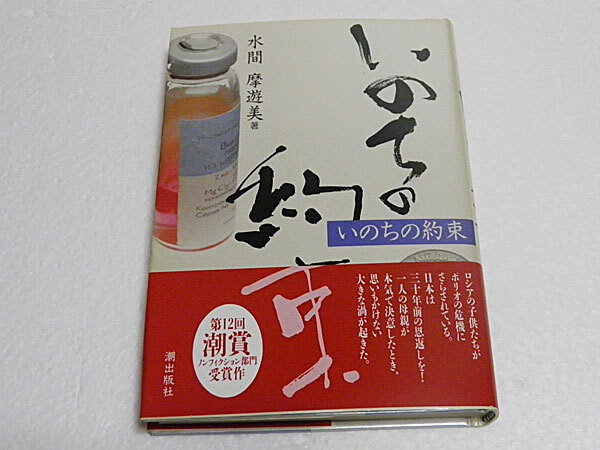 いのちの約束
水間 摩遊美 著
いのちの約束
ロシアの子供たちが
ポリオの危機に
さらされている。
日本は
三十年前の恩返しを!
一人の母親が
本気で決意したとき、
思いもかけない
大きな渦が起きた。
第12回
潮賞
ノンフィクション部門
受賞作
潮出版社
2 mg
MgCl